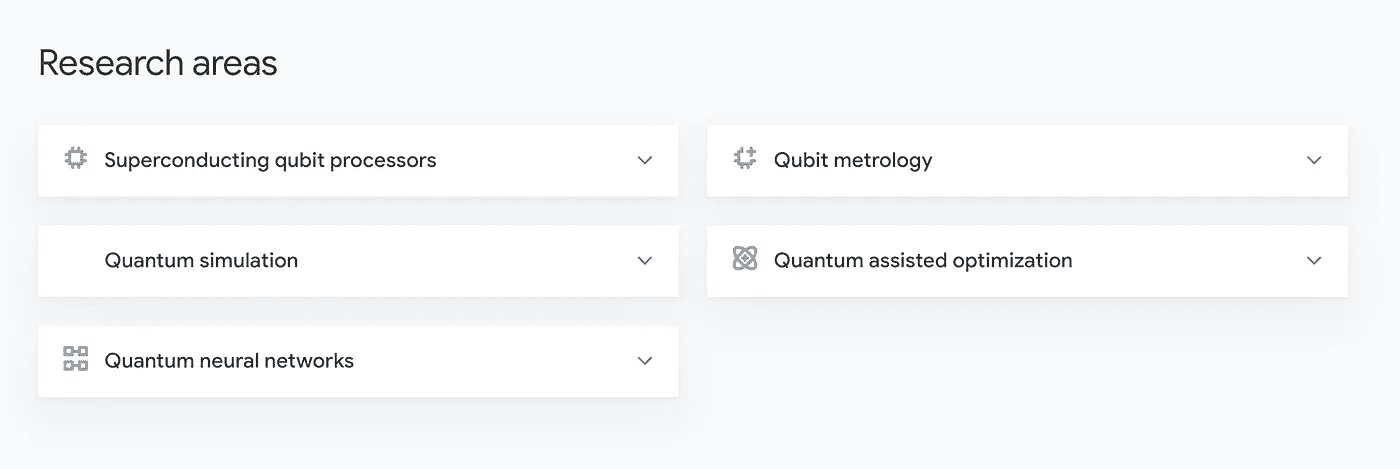 Research areas
Superconducting qubit processors
Qubit metrology
Quantum simulation
Quantum assisted optimization
Quantum neural networks